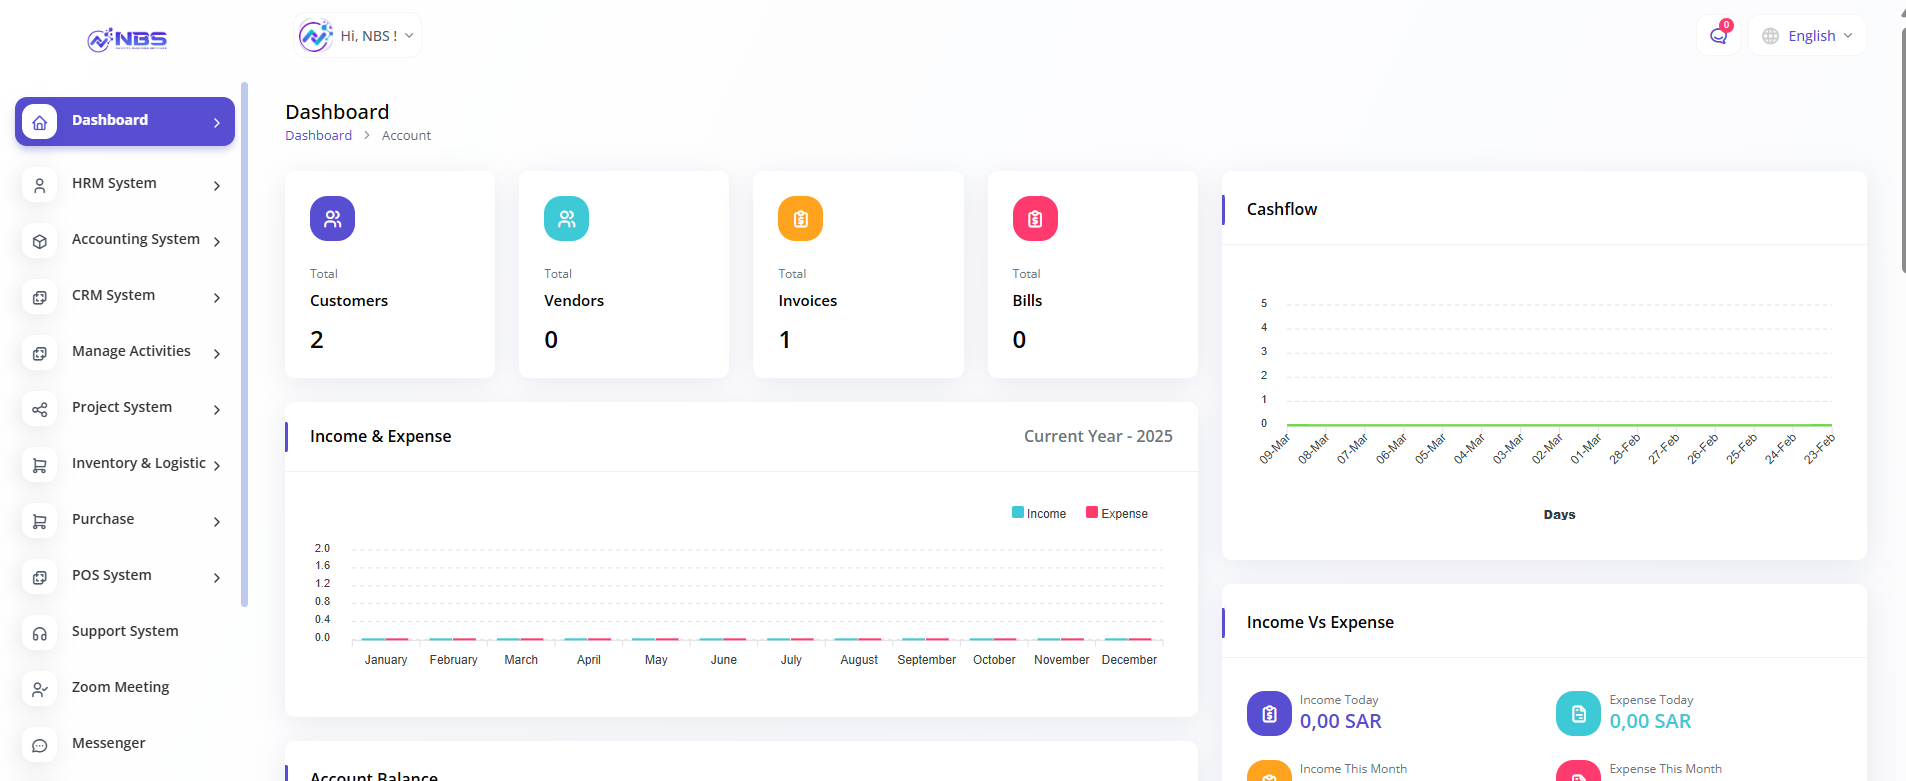 NBS
Hi, NBS !
0
English
Dashboard
HRM System
Accounting System
CRM System
Manage Activities
Project System
Inventory & Logistic
Purchase
POS System
Support System
Zoom Meeting
Messenger
Dashboard
Dashboard > Account
Total
Customers
2
Total
Vendors
0
Total
Invoices
1
Total
Bills
0
Income & Expense
Current Year - 2025
Income Expense
2.0
1.6
1.2
0.8
0.4
0.0
January February March April May June July August September October November December
Account Balance
Cashflow
5
4
3
2
1
0
09-Mar 08-Mar 07-Mar 06-Mar 05-Mar 04-Mar 03-Mar 02-Mar 01-Mar 28-Feb 27-Feb 26-Feb 25-Feb 24-Feb 23-Feb
Days
Income Vs Expense
Income Today
0,00 SAR
Expense Today
0,00 SAR
Income This Month
Expense This Month